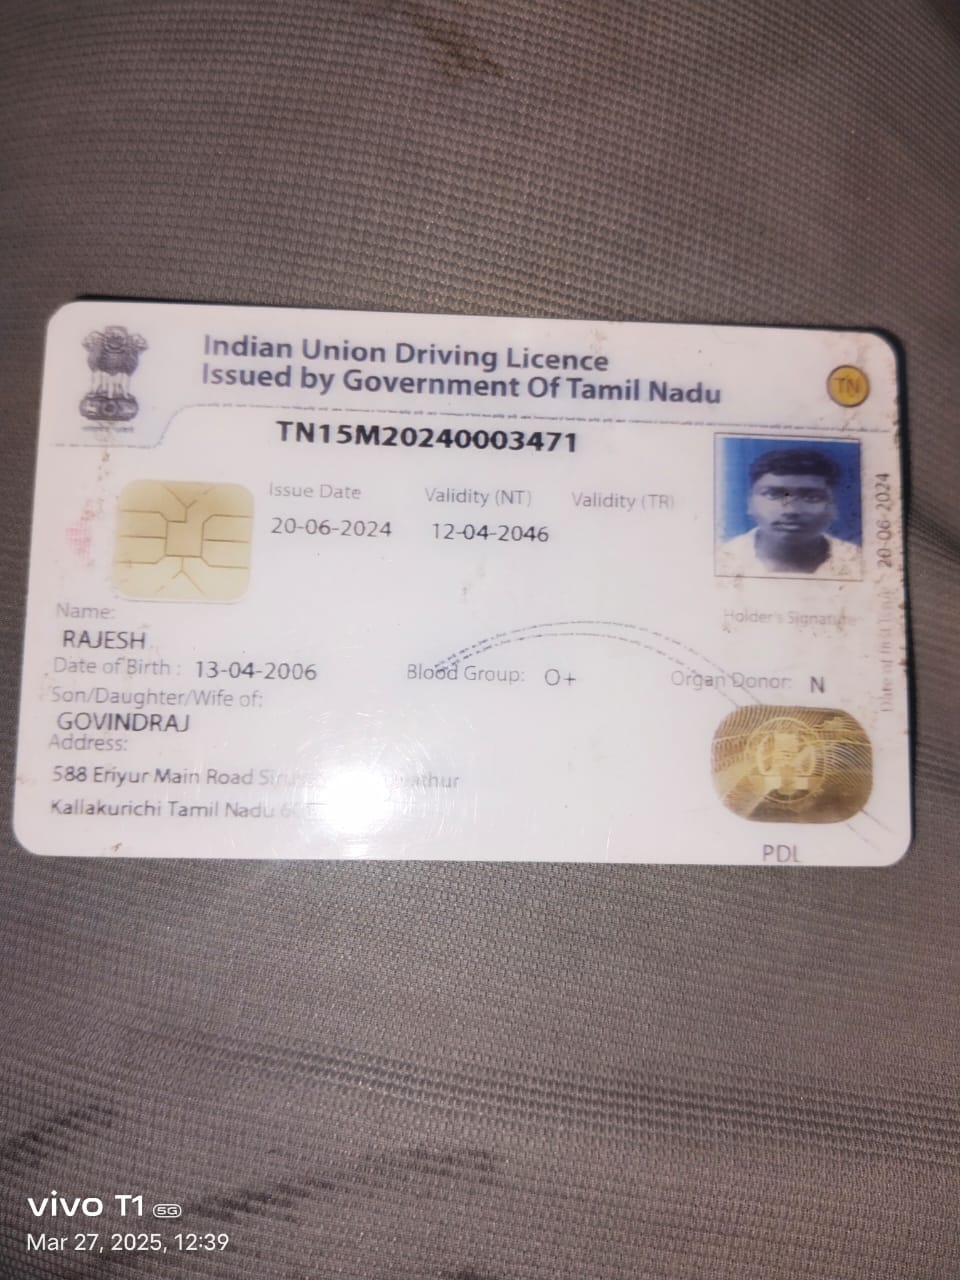 Indian Union Driving Licence
Issued by Government Of Tamil Nadu
TN
TN15M20240003471
Issue Date Validity (NT) Validity (TR)
20-06-2024 12-04-2046
Holder's Signature
20-06-2024
Name:
RAJESH
Date of Birth : 13-04-2006 Blood Group: O+ Organ Donor: N
Son/Daughter/Wife of:
GOVINDRAJ
Address:
588 Eriyur Main Road
Kallakurichi Tamil Nadu
PDL
vivo T1 5G
Mar 27, 2025, 12:39